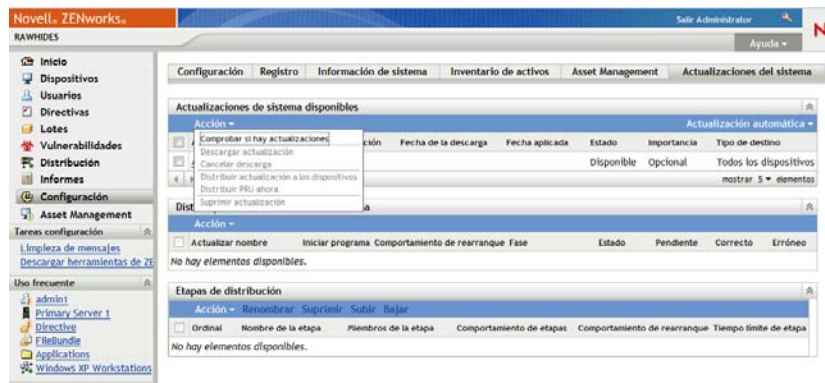 Novell® ZENworks®
Salir Administrator
RAWHIDES
Ayuda
Inicio
Dispositivos
Usuarios
Directivas
Lotes
Vulnerabilidades
Distribución
Informes
Configuración
Asset Management
Tareas configuración
Limpieza de mensajes
Descargar herramientas de ZE
Uso frecuente
admin1
Primary Server 1
Directive
FileBundle
Applications
Windows XP Workstations
Configuración Registro Información de sistema Inventario de activos Asset Management Actualizaciones del sistema
Actualizaciones de sistema disponibles
Acción Actualización automática
Comprobar si hay actualizaciones
Descargar actualización
Cancelar descarga
Distribuir actualización a los dispositivos
Distribuir PRU ahora
Suprimir actualización
ción Fecha de la descarga Fecha aplicada Estado Importancia Tipo de destino
Disponible Opcional Todos los dispositivos
mostrar 5 elementos
Dist a
Acción
Actualizar nombre Iniciar programa Comportamiento de rearranque Fase Estado Pendiente Correcto Erróneo
No hay elementos disponibles.
Etapas de distribución
Acción Renombrar Suprimir Subir Bajar
Ordinal Nombre de la etapa Miembros de la etapa Comportamiento de etapas Comportamiento de rearranque Tiempo límite de etapa
No hay elementos disponibles.